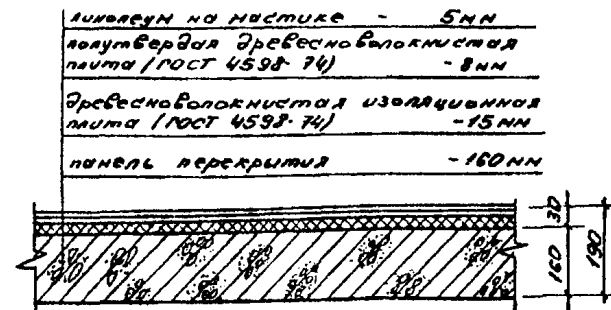 линолеум на мастике - 5мм
полутвердая древесноволокнистая
плита (ГОСТ 4598-74) - 8мм
древесноволокнистая изоляционная
плита (ГОСТ 4598-74) - 15мм
панель перекрытия - 160мм
30
160
190